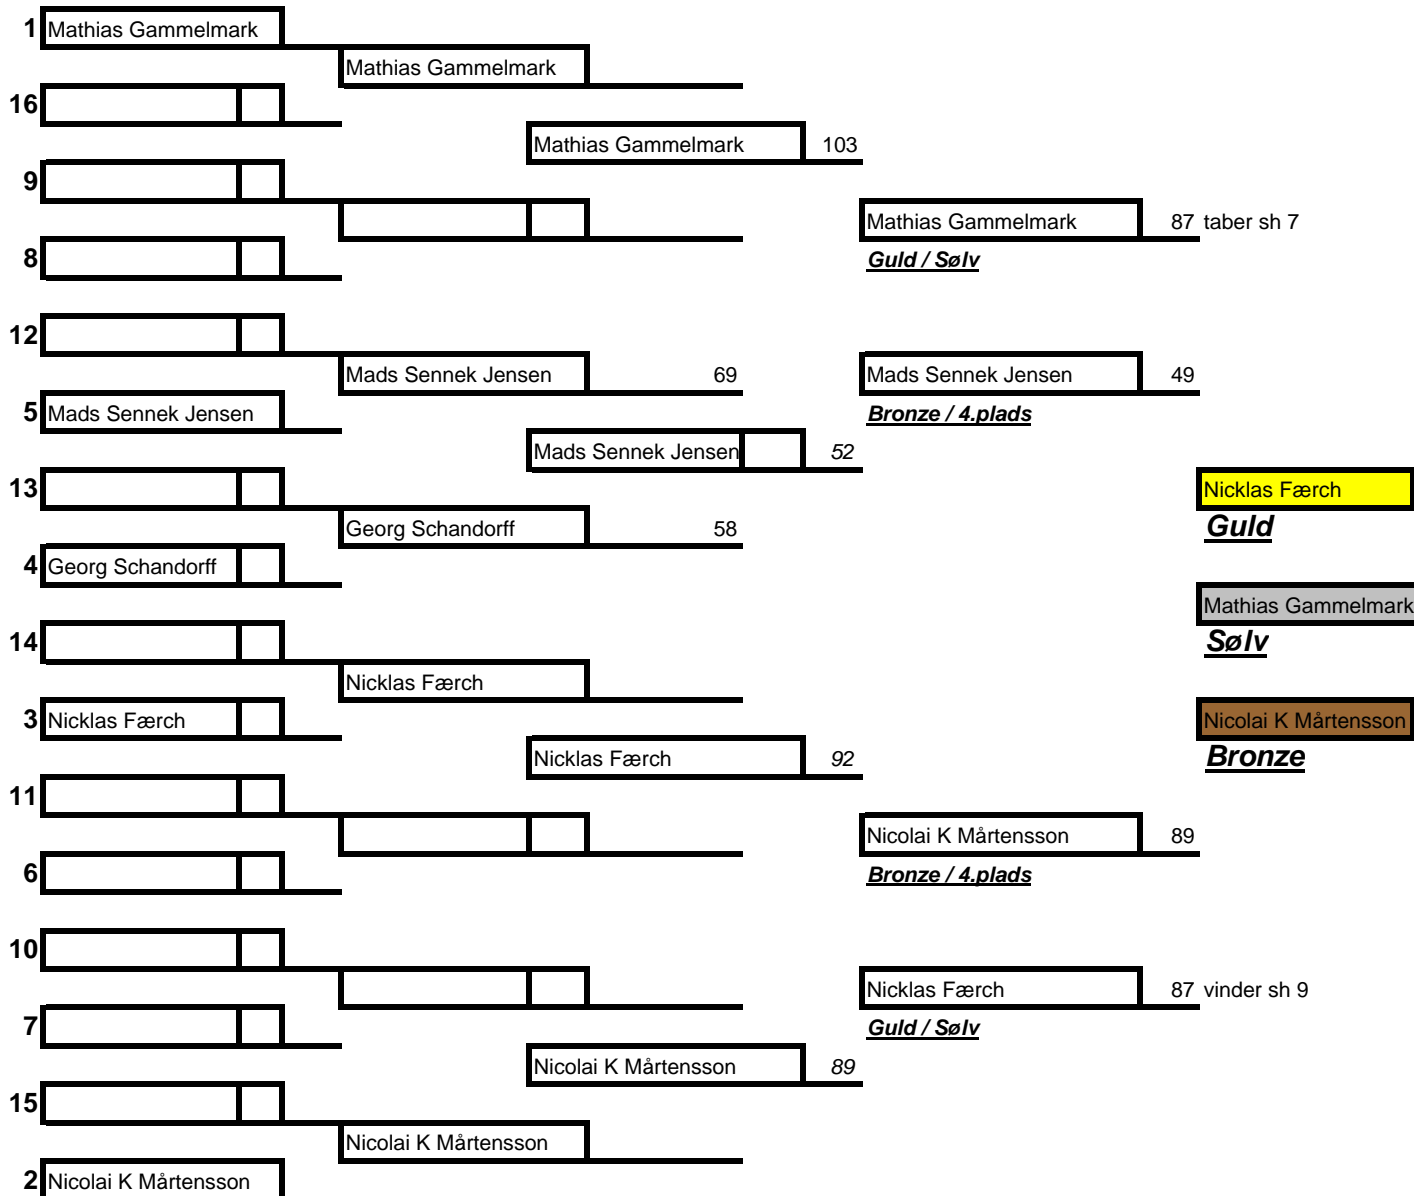 1 Mathias Gammelmark
Mathias Gammelmark
16
Mathias Gammelmark 103
9
Mathias Gammelmark 87 taber sh 7
8
Guld / Sølv
12
Mads Sennek Jensen 69
Mads Sennek Jensen 49
5 Mads Sennek Jensen
Bronze / 4.plads
Mads Sennek Jensen 52
13
Nicklas Færch
Georg Schandorff 58
Guld
4 Georg Schandorff
Mathias Gammelmark
14
Sølv
Nicklas Færch
3 Nicklas Færch
Nicolai K Mårtensson
Nicklas Færch 92
Bronze
11
Nicolai K Mårtensson 89
6
Bronze / 4.plads
10
Nicklas Færch 87 vinder sh 9
7
Guld / Sølv
Nicolai K Mårtensson 89
15
Nicolai K Mårtensson
2 Nicolai K Mårtensson